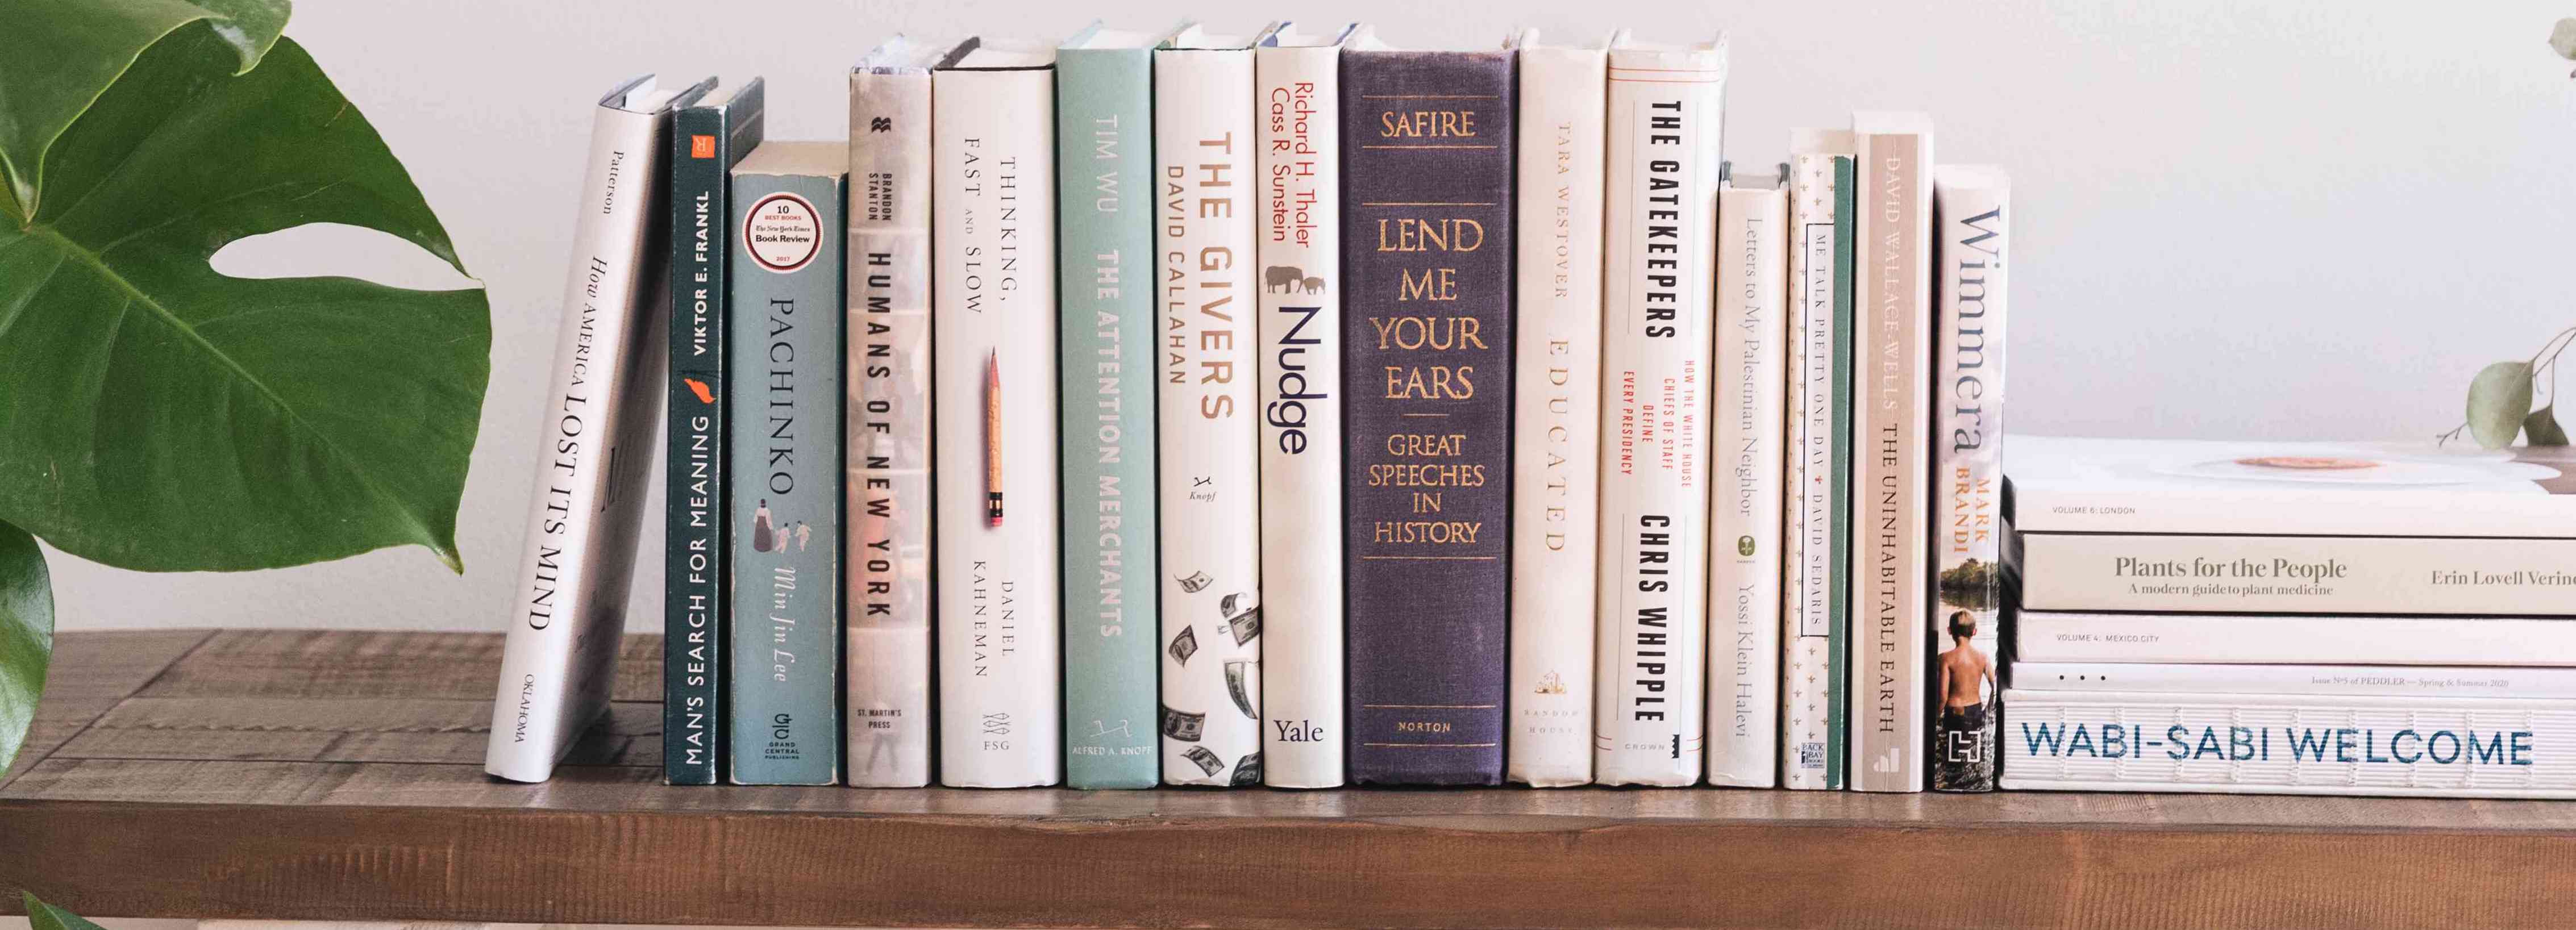 Patterson
How AMERICA LOST ITS MIND
OKLAHOMA
VIKTOR E. FRANKL
MAN'S SEARCH FOR MEANING
10
BEST BOOKS
The New York Times
Book Review
2017
PACHINKO
Min Jin Lee
GRAND
CENTRAL
PUBLISHING
BRANDON
STANTON
HUMANS OF NEW YORK
ST. MARTIN'S
PRESS
THINKING,
FAST AND SLOW
DANIEL
KAHNEMAN
FSG
TIM WU
THE ATTENTION MERCHANTS
ALFRED A. KNOPF
THE GIVERS
DAVID CALLAHAN
Knopf
Richard H. Thaler
Cass R. Sunstein
Nudge
Yale
SAFIRE
LEND
ME
YOUR
EARS
GREAT
SPEECHES
IN
HISTORY
NORTON
TARA WESTOVER
EDUCATED
RANDOM
HOUSE
THE GATEKEEPERS
HOW THE WHITE HOUSE
CHIEFS OF STAFF
DEFINE
EVERY PRESIDENCY
CHRIS WHIPPLE
CROWN
Letters to My Palestinian Neighbor
Yossi Klein Halevi
ME TALK PRETTY ONE DAY
DAVID SEDARIS
BACK
BAY
BOOKS
DAVID WALLACE-WELLS
THE UNINHABITABLE EARTH
Wimmera
MARK
BRANDI
H
VOLUME 6: LONDON
Plants for the People
A modern guide to plant medicine
Erin Lovell Verin
VOLUME 4: MEXICO CITY
Issue Nº5 of PEDDLER — Spring & Summer 2020
WABI-SABI WELCOME